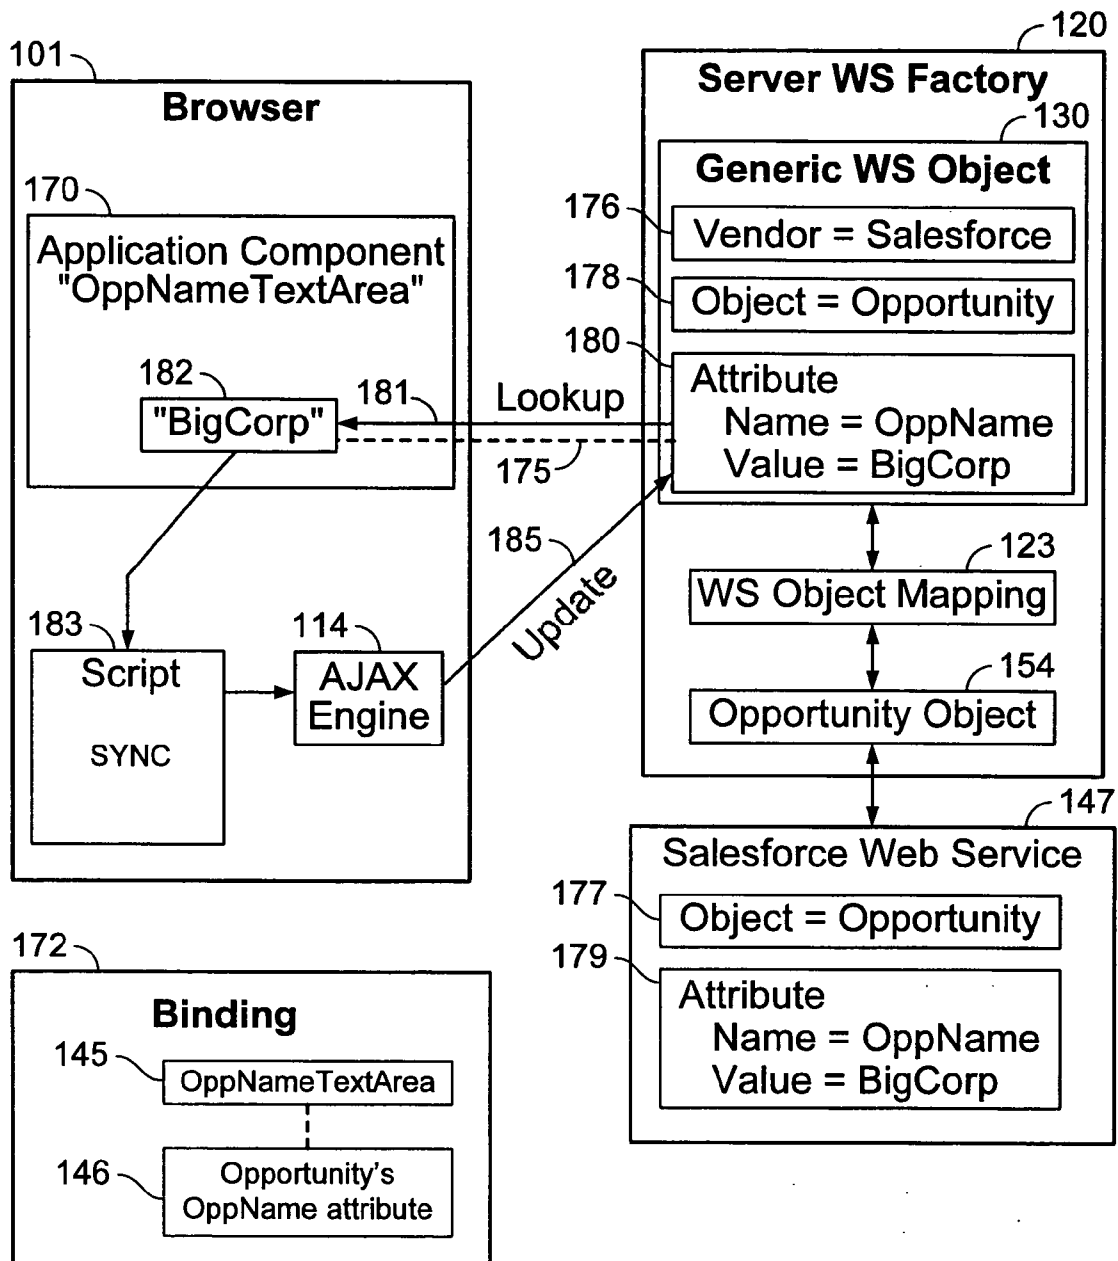 101
Browser
170
Application Component
"OppNameTextArea"
182
"BigCorp"
181
Lookup
175
185
Update
183
Script
SYNC
114
AJAX
Engine
120
Server WS Factory
130
Generic WS Object
176
Vendor = Salesforce
178
Object = Opportunity
180
Attribute
Name = OppName
Value = BigCorp
123
WS Object Mapping
154
Opportunity Object
147
Salesforce Web Service
177
Object = Opportunity
179
Attribute
Name = OppName
Value = BigCorp
172
Binding
145
OppNameTextArea
146
Opportunity's
OppName attribute